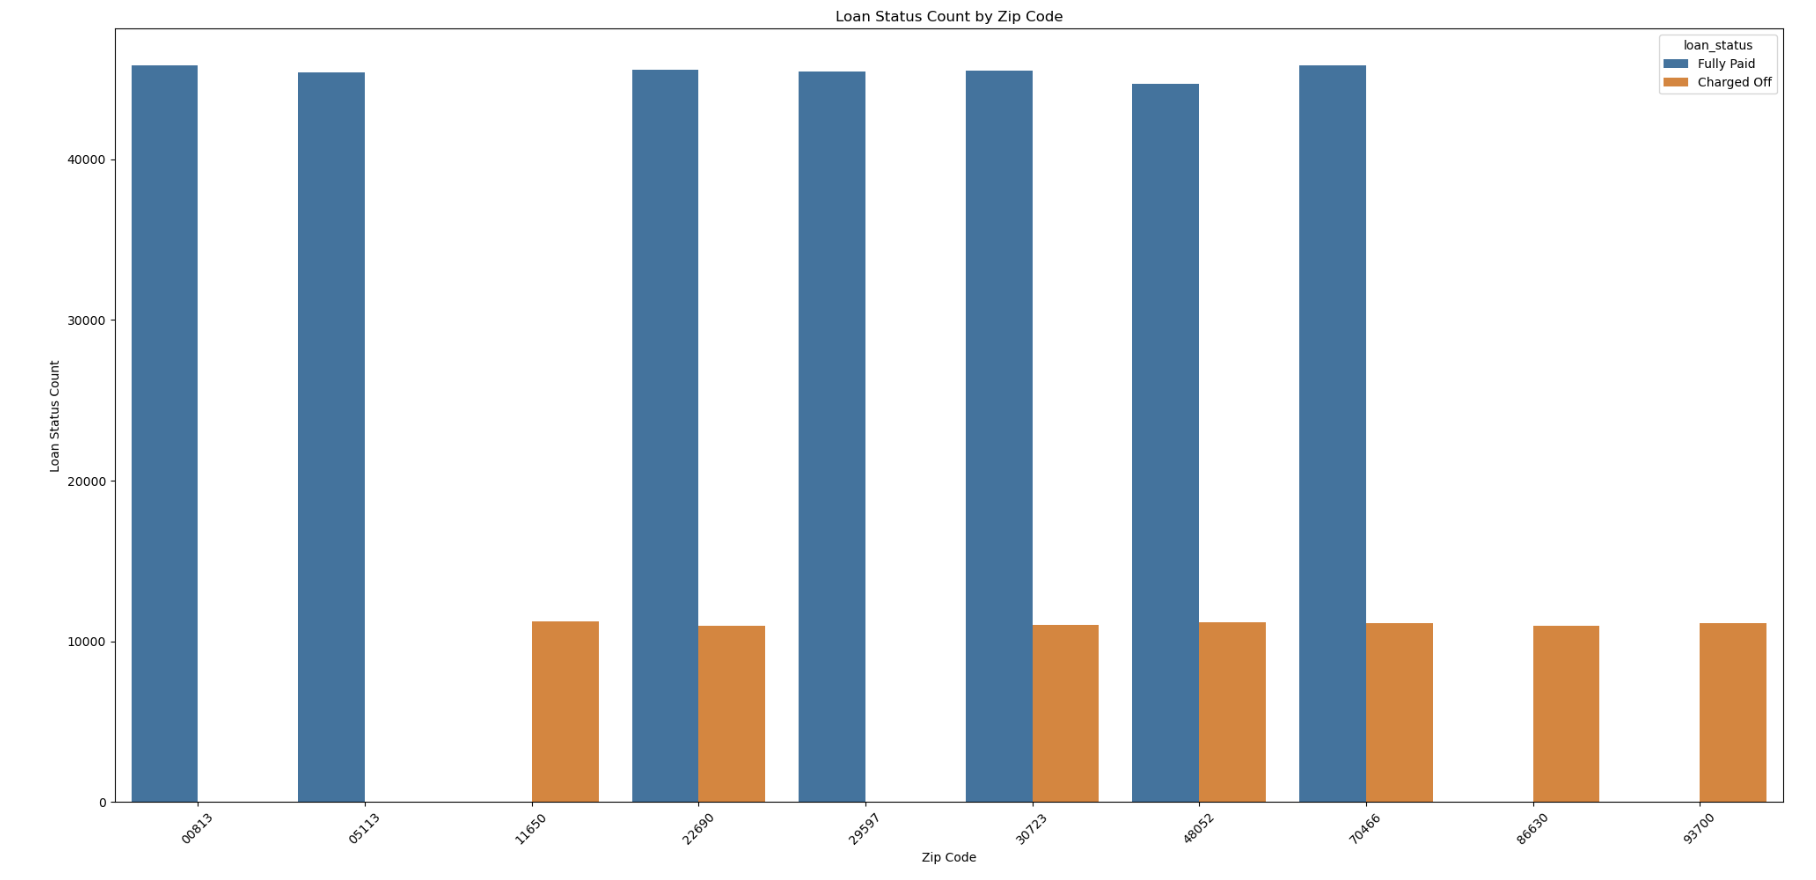 Loan Status Count by Zip Code
loan_status
Fully Paid
Charged Off
Loan Status Count
40000
30000
20000
10000
0
00813
05113
11650
22690
29597
30723
48052
70466
86630
93700
Zip Code